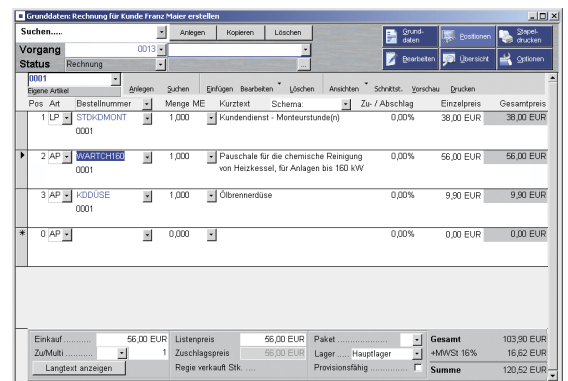 Grunddaten: Rechnung für Kunde Franz Maier erstellen
Suchen..... Anlegen Kopieren Löschen
Grund-daten Positionen Stapel-drucken
Vorgang 0013
Status Rechnung ...
Bearbeiten Übersicht Optionen
0001
Eigene Artikel Anlegen Suchen Einfügen Bearbeiten Löschen Ansichten Schnittst. Vorschau Drucken
Pos Art Bestellnummer Menge ME Kurztext Schema: Zu- / Abschlag Einzelpreis Gesamtpreis
1 LP STDKDMONT 1,000 Kundendienst - Monteurstunde(n) 0,00% 38,00 EUR 38,00 EUR
0001
2 AP WARTCH160 1,000 Pauschale für die chemische Reinigung 0,00% 56,00 EUR 56,00 EUR
0001 von Heizkessel, für Anlagen bis 160 kW
3 AP KDDÜSE 1,000 Ölbrennerdüse 0,00% 9,90 EUR 9,90 EUR
0001
* 0 AP 0,000 0,00% 0,00 EUR 0,00 EUR
Einkauf .......... 56,00 EUR Listenpreis 56,00 EUR Paket .................... Gesamt 103,90 EUR
Zu/Multi ......... 1 Zuschlagspreis 56,00 EUR Lager ..... Hauptlager +MWSt 16% 16,62 EUR
Langtext anzeigen Regie verkauft Stk. .... Provisionsfähig ............... Summe 120,52 EUR